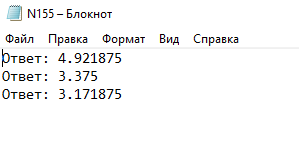 N155 – Блокнот
Файл Правка Формат Вид Справка
Ответ: 4.921875
Ответ: 3.375
Ответ: 3.171875